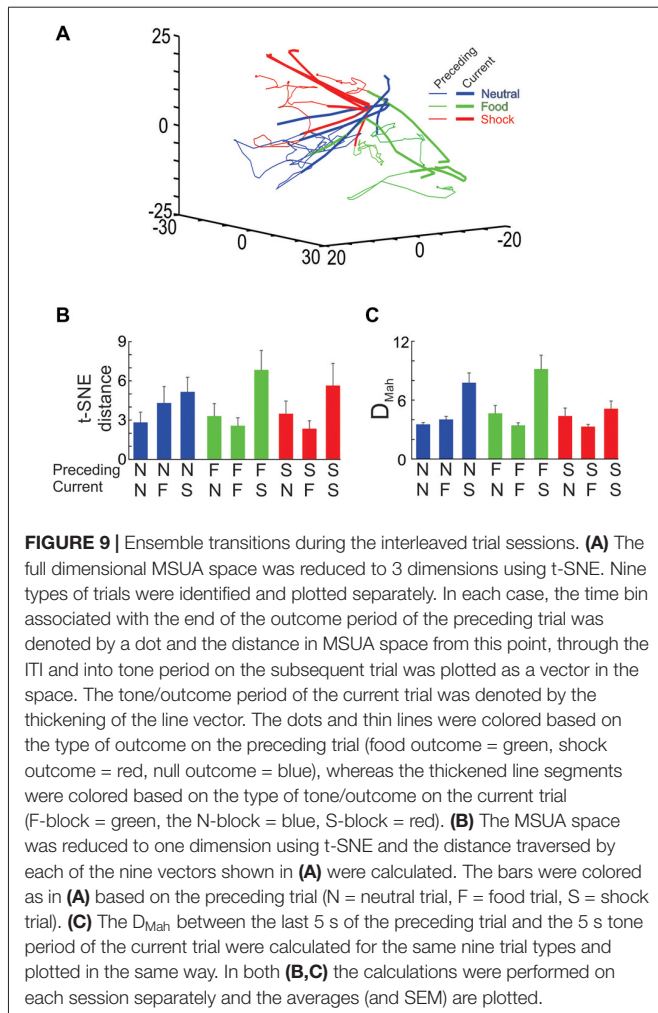 A
25
0
-25
-30
0
30
20
0
-20
Preceding
Current
Neutral
Food
Shock
B
9
6
3
0
t-SNE
distance
Preceding N N N F F F S S S
Current N F S N F S N F S
C
12
6
0
D Mah
N N N F F F S S S
N F S N F S N F S
FIGURE 9 | Ensemble transitions during the interleaved trial sessions. (A) The
full dimensional MSUA space was reduced to 3 dimensions using t-SNE. Nine
types of trials were identified and plotted separately. In each case, the time bin
associated with the end of the outcome period of the preceding trial was
denoted by a dot and the distance in MSUA space from this point, through the
ITI and into tone period on the subsequent trial was plotted as a vector in the
space. The tone/outcome period of the current trial was denoted by the
thickening of the line vector. The dots and thin lines were colored based on
the type of outcome on the preceding trial (food outcome = green, shock
outcome = red, null outcome = blue), whereas the thickened line segments
were colored based on the type of tone/outcome on the current trial
(F-block = green, the N-block = blue, S-block = red). (B) The MSUA space
was reduced to one dimension using t-SNE and the distance traversed by
each of the nine vectors shown in (A) were calculated. The bars were colored
as in (A) based on the preceding trial (N = neutral trial, F = food trial, S = shock
trial). (C) The DMah between the last 5 s of the preceding trial and the 5 s tone
period of the current trial were calculated for the same nine trial types and
plotted in the same way. In both (B,C) the calculations were performed on
each session separately and the averages (and SEM) are plotted.